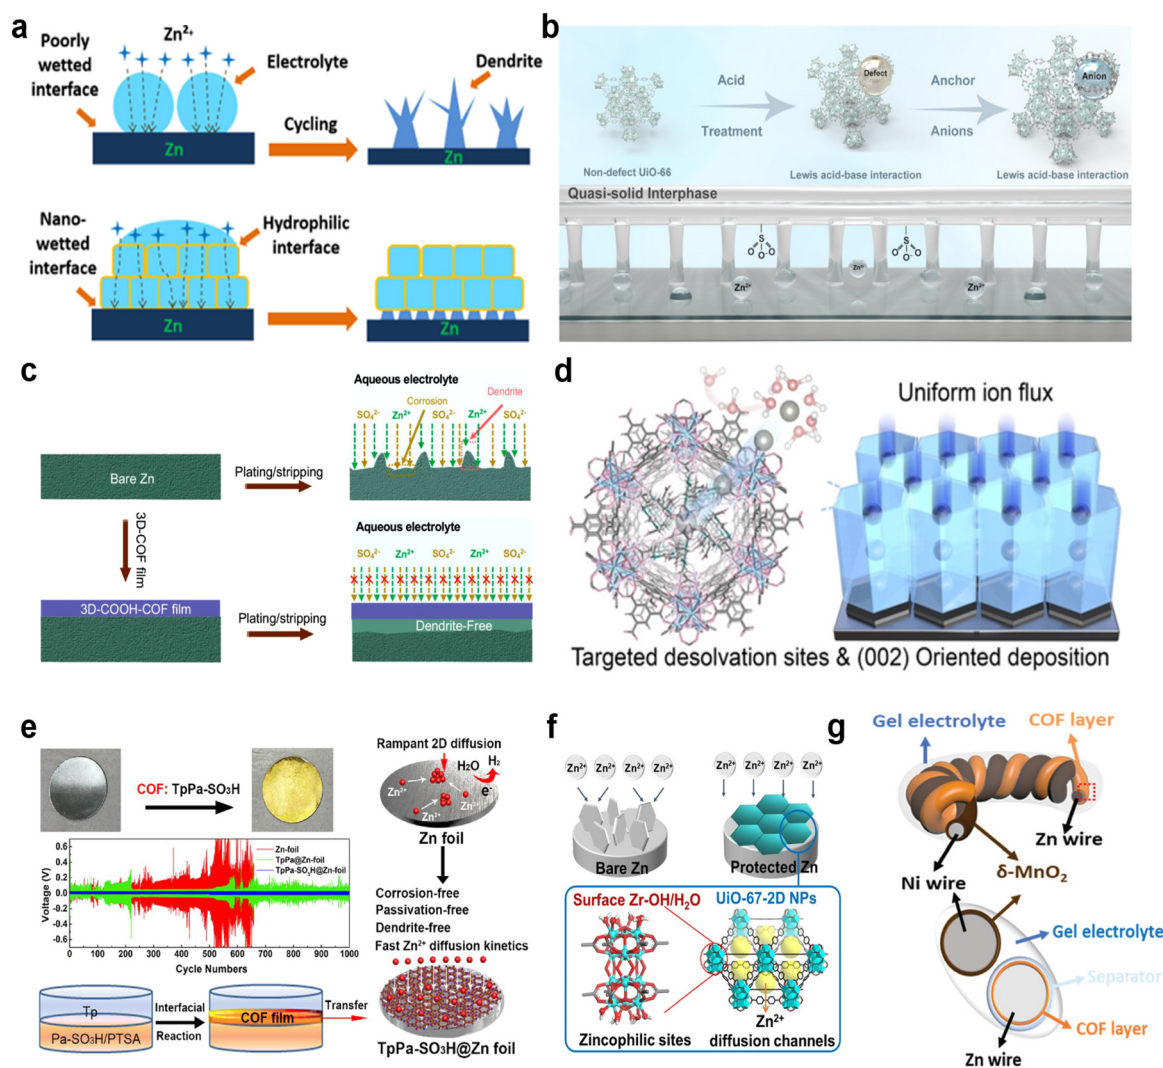 a
Zn²⁺
Poorly
wetted
interface
Electrolyte
Dendrite
Cycling
Zn
Zn
Nano-
wetted
interface
Hydrophilic
interface
Zn
Zn
b
Acid
Treatment
Defect
Anchor
Anions
Anion
Non-defect UiO-66
Lewis acid-base interaction
Lewis acid-base interaction
Quasi-solid Interphase
S
O
O
O⁻
S
O
O
O⁻
Zn²⁺
Zn²⁺
Zn²⁺
c
Aqueous electrolyte
Dendrite
Corrosion
SO₄²⁻ Zn²⁺ SO₄²⁻ Zn²⁺ SO₄²⁻
Bare Zn
Plating/stripping
3D-COF film
Aqueous electrolyte
SO₄²⁻ Zn²⁺ SO₄²⁻ Zn²⁺ SO₄²⁻
3D-COOH-COF film
Plating/stripping
Dendrite-Free
d
Uniform ion flux
Targeted desolvation sites & (002) Oriented deposition
e
COF: TpPa-SO₃H
Rampant 2D diffusion
H₂O
H₂
e⁻
Zn²⁺
Zn²⁺
Zn²⁺
Zn foil
Voltage (V)
0.6
0.4
0.2
0.0
-0.2
-0.4
-0.6
Zn-foil
TpPa@Zn-foil
TpPa-SO₃H@Zn-foil
0 100 200 300 400 500 600 700 800 900 1000
Cycle Numbers
Corrosion-free
Passivation-free
Dendrite-free
Fast Zn²⁺ diffusion kinetics
Tp
Pa-SO₃H/PTSA
Interfacial
Reaction
COF film
Transfer
TpPa-SO₃H@Zn foil
f
Zn²⁺ Zn²⁺ Zn²⁺ Zn²⁺
Zn²⁺ Zn²⁺ Zn²⁺ Zn²⁺
Bare Zn
Protected Zn
Surface Zr-OH/H₂O
UiO-67-2D NPs
Zincophilic sites
Zn²⁺
diffusion channels
g
Gel electrolyte
COF layer
Zn wire
Ni wire
δ-MnO₂
Gel electrolyte
Separator
COF layer
Zn wire